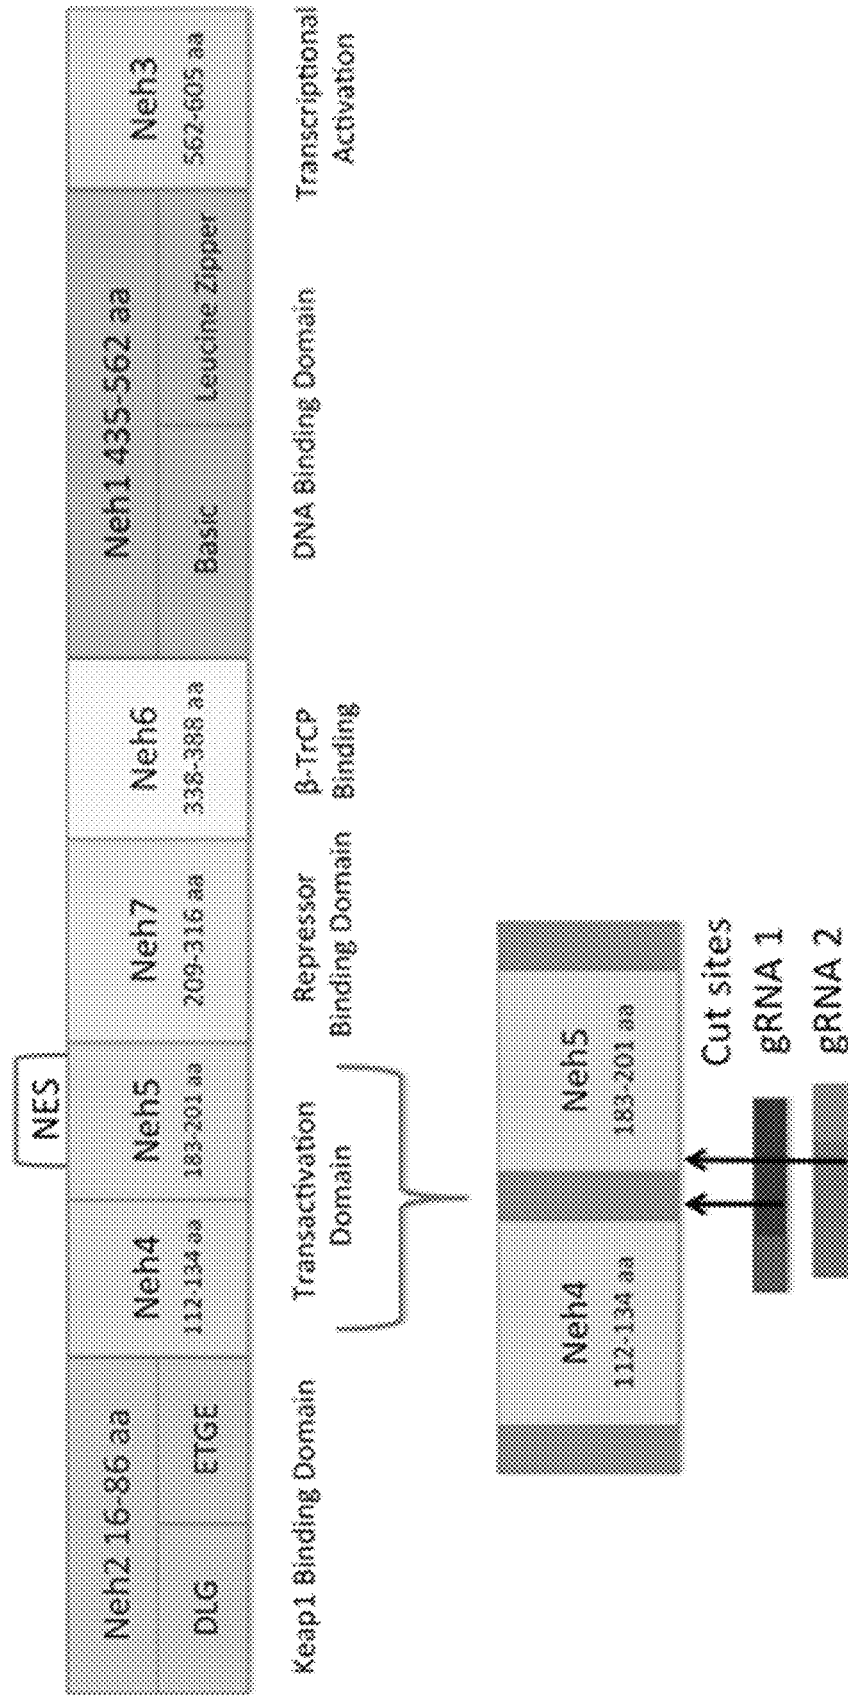 NES
Neh2 16-86 aa
DLG
ETGE
Neh4
112-134 aa
Neh5
183-201 aa
Neh7
209-316 aa
Neh6
338-388 aa
Neh1 435-562 aa
Basic
Leucine Zipper
Neh3
562-605 aa
Keap1 Binding Domain
Transactivation
Domain
Repressor
Binding Domain
β-TrCP
Binding
DNA Binding Domain
Transcriptional
Activation
Neh4
112-134 aa
Neh5
183-201 aa
Cut sites
gRNA 1
gRNA 2